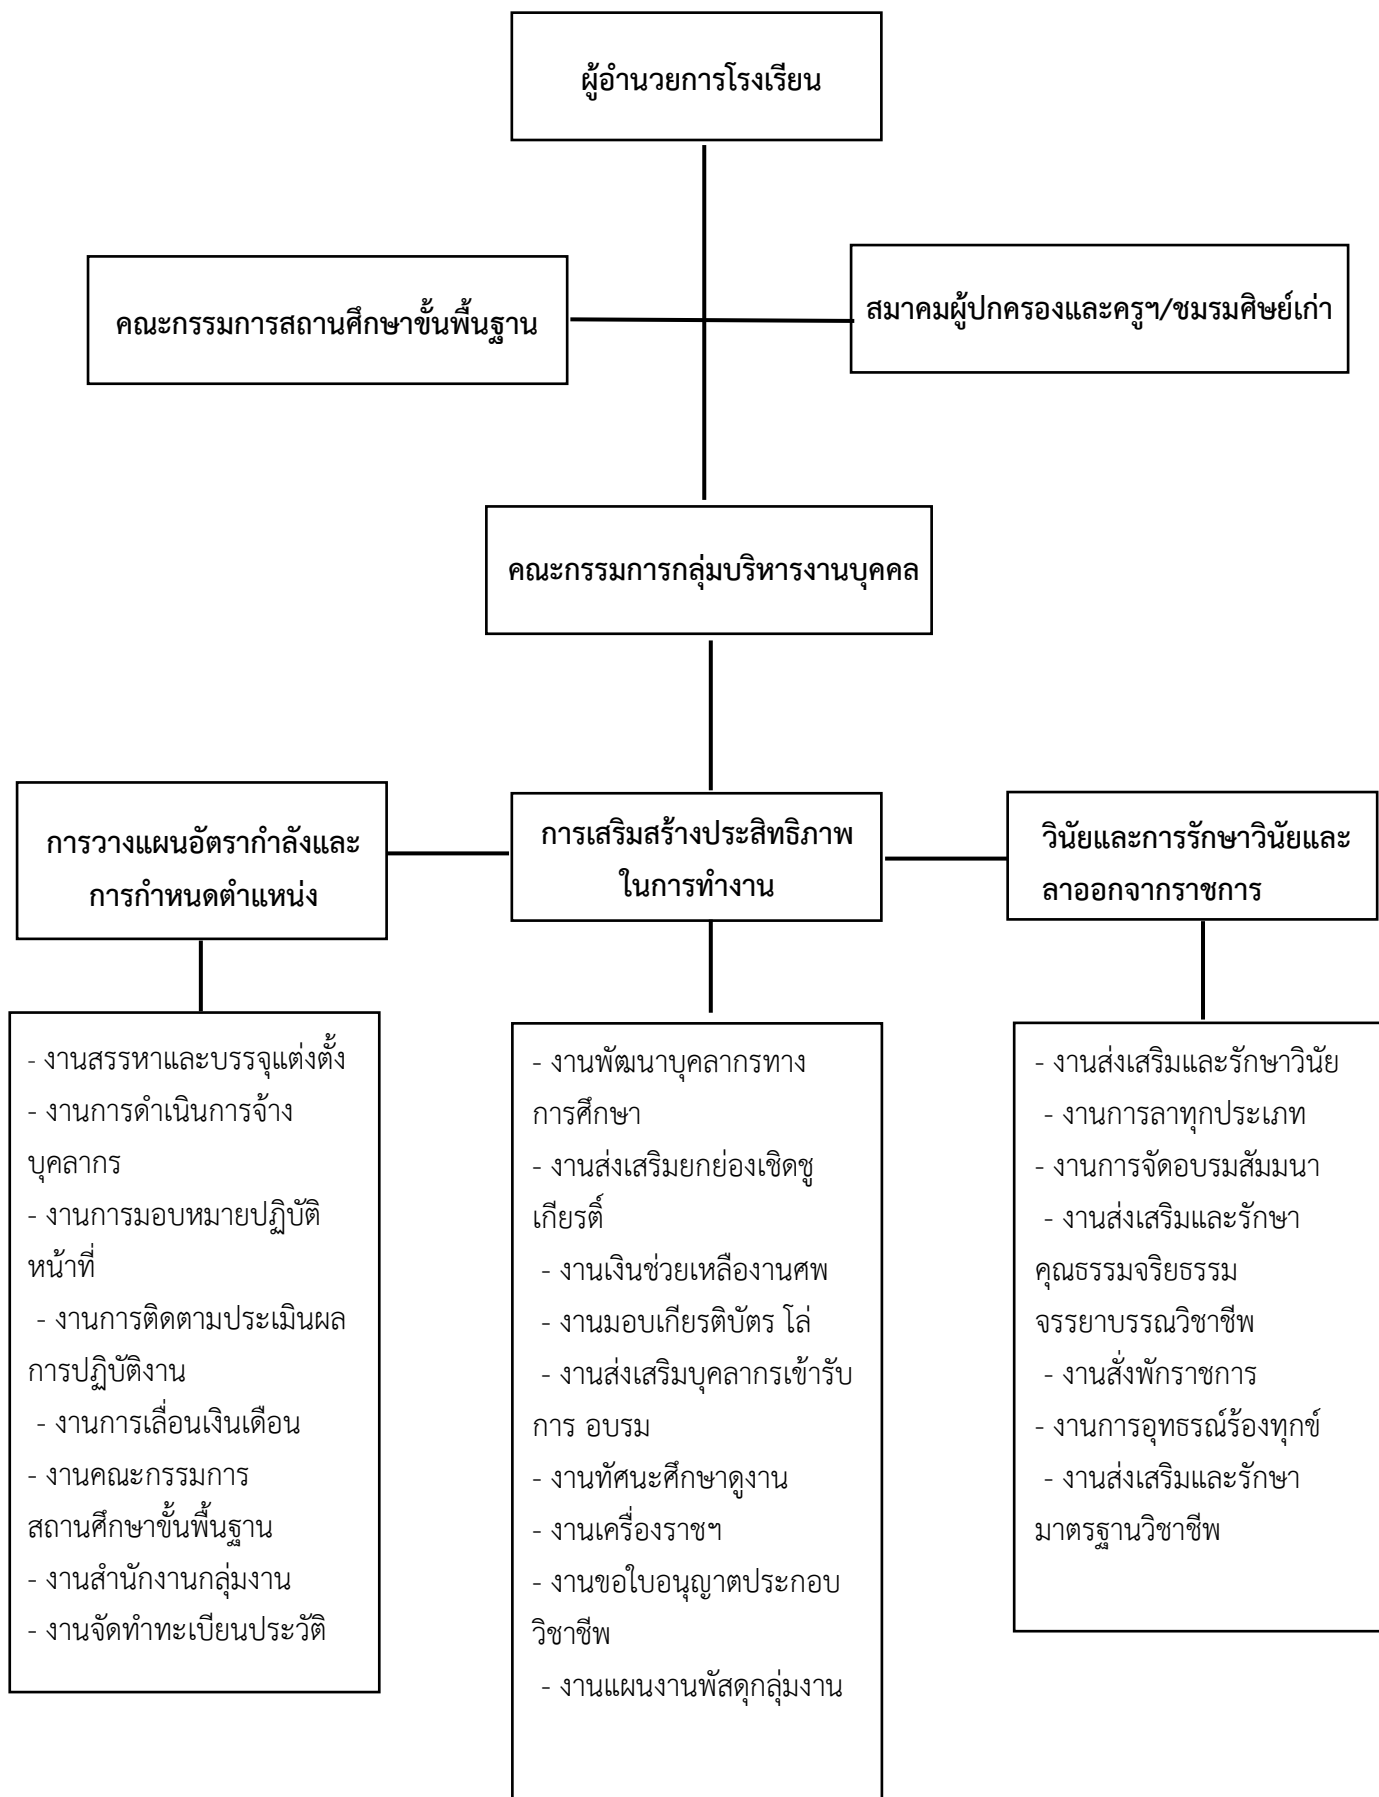 ผู้อำนวยการโรงเรียน
คณะกรรมการสถานศึกษาขั้นพื้นฐาน
สมาคมผู้ปกครองและครูฯ/ชมรมศิษย์เก่า
คณะกรรมการกลุ่มบริหารงานบุคคล
การวางแผนอัตรากำลังและ
การกำหนดตำแหน่ง
การเสริมสร้างประสิทธิภาพ
ในการทำงาน
วินัยและการรักษาวินัยและ
ลาออกจากราชการ
- งานสรรหาและบรรจุแต่งตั้ง
- งานการดำเนินการจ้าง
บุคลากร
- งานการมอบหมายปฏิบัติ
หน้าที่
- งานการติดตามประเมินผล
การปฏิบัติงาน
- งานการเลื่อนเงินเดือน
- งานคณะกรรมการ
สถานศึกษาขั้นพื้นฐาน
- งานสำนักงานกลุ่มงาน
- งานจัดทำทะเบียนประวัติ
- งานพัฒนาบุคลากรทาง
การศึกษา
- งานส่งเสริมยกย่องเชิดชู
เกียรติ์
- งานเงินช่วยเหลืองานศพ
- งานมอบเกียรติบัตร โล่
- งานส่งเสริมบุคลากรเข้ารับ
การ อบรม
- งานทัศนะศึกษาดูงาน
- งานเครื่องราชฯ
- งานขอใบอนุญาตประกอบ
วิชาชีพ
- งานแผนงานพัสดุกลุ่มงาน
- งานส่งเสริมและรักษาวินัย
- งานการลาทุกประเภท
- งานการจัดอบรมสัมมนา
- งานส่งเสริมและรักษา
คุณธรรมจริยธรรม
จรรยาบรรณวิชาชีพ
- งานสั่งพักราชการ
- งานการอุทธรณ์ร้องทุกข์
- งานส่งเสริมและรักษา
มาตรฐานวิชาชีพ